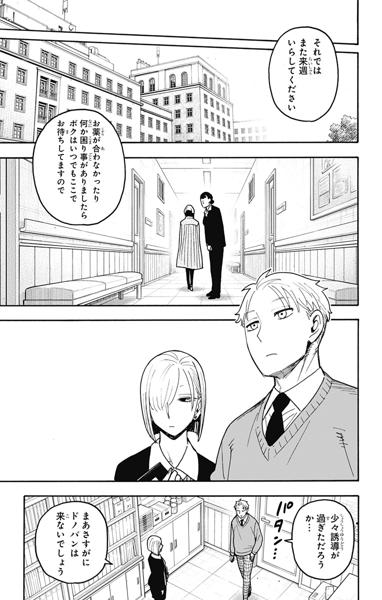 それでは
また来週
いらしてください
お薬が合わなかったり
何か困り事がありましたら
ボクはいつでもここで
お待ちしてますので
少々誘導が
過ぎただろう
か…
パタン…
まあさすがに
ドノバンは
来ないでしょう